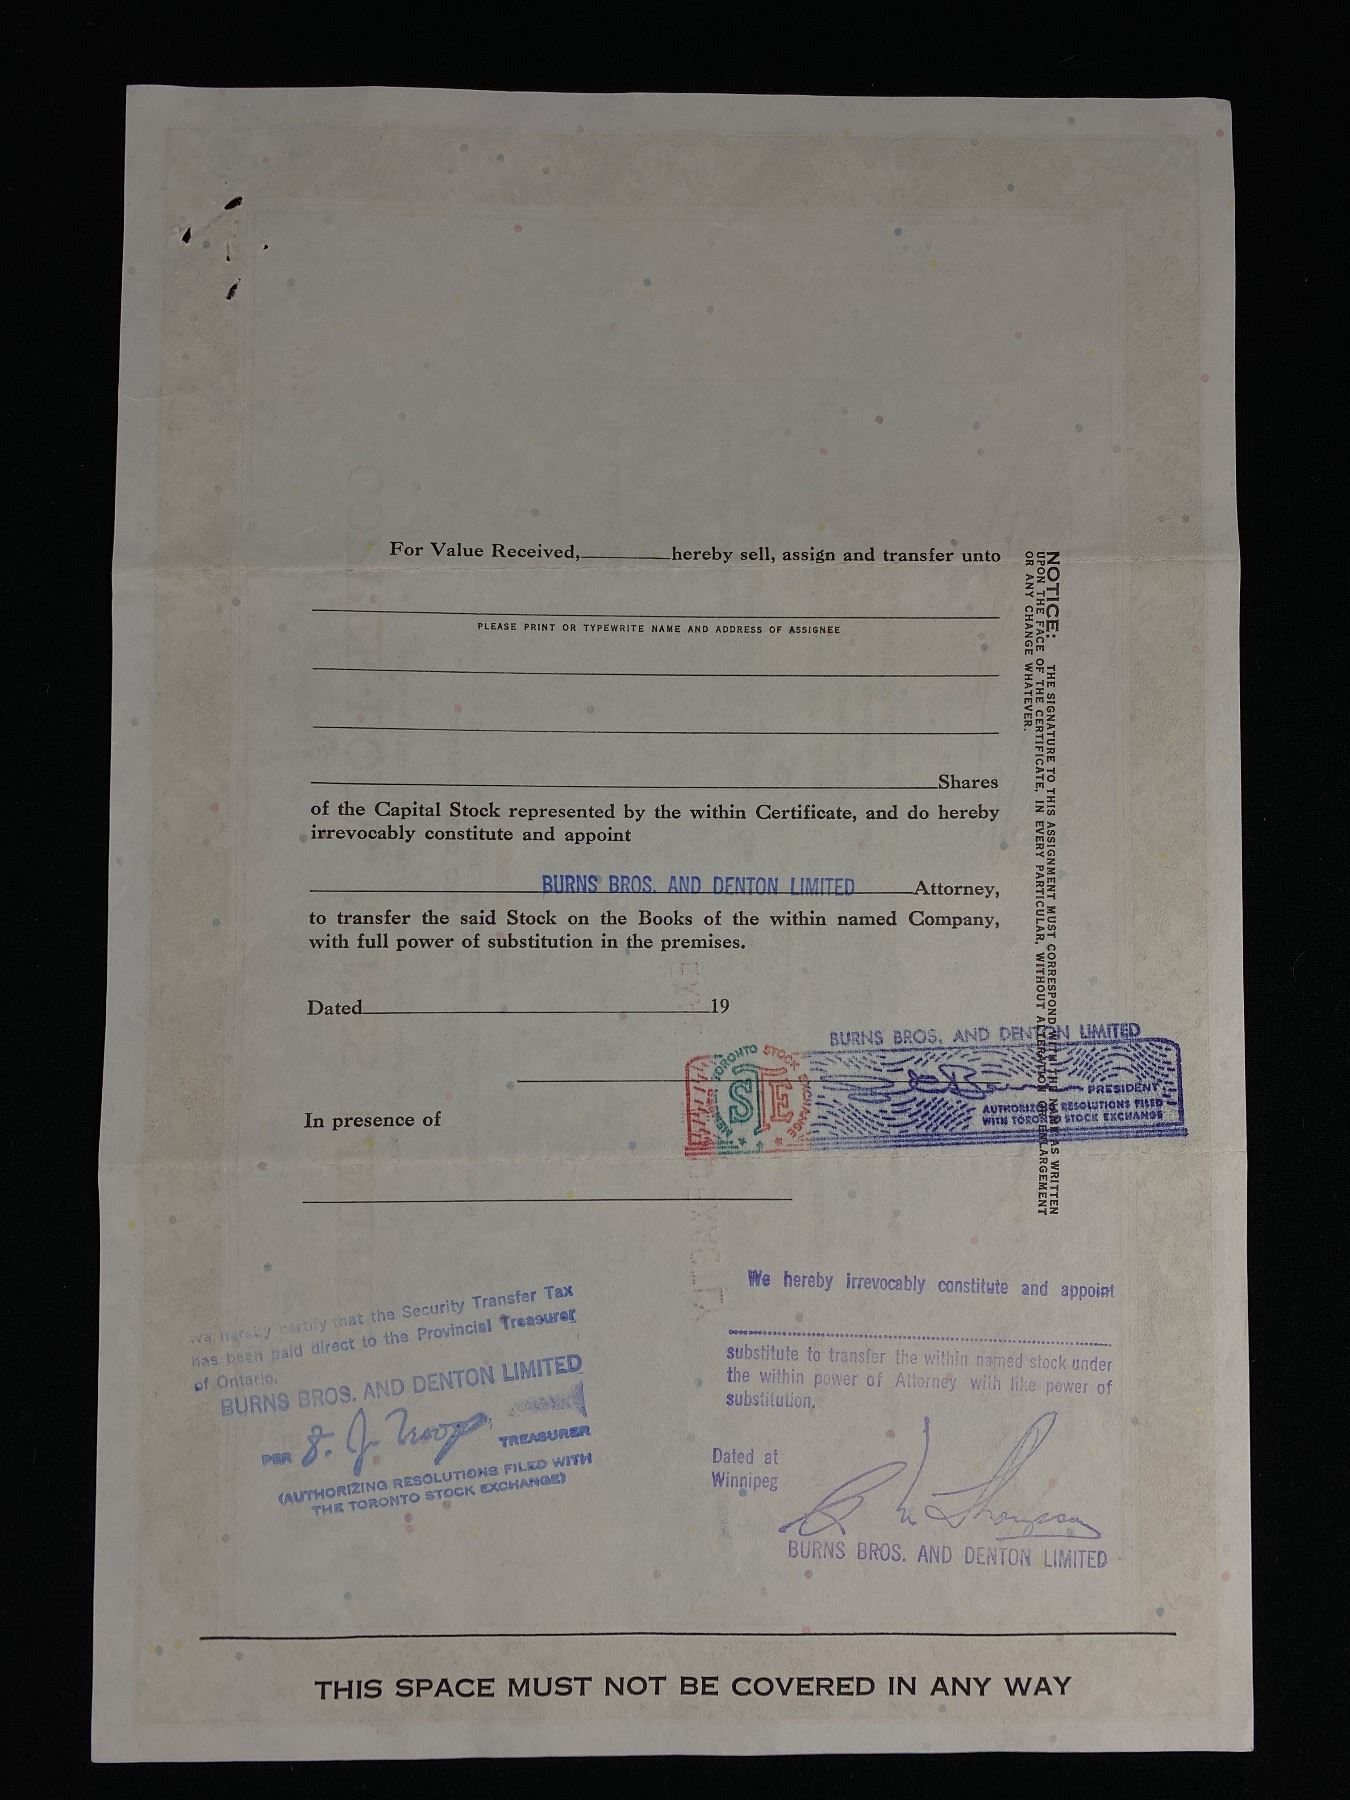 For Value Received, hereby sell, assign and transfer unto
PLEASE PRINT OR TYPEWRITE NAME AND ADDRESS OF ASSIGNEE
Shares
of the Capital Stock represented by the within Certificate, and do hereby
irrevocably constitute and appoint
BURNS BROS. AND DENTON LIMITED Attorney,
to transfer the said Stock on the Books of the within named Company,
with full power of substitution in the premises.
Dated 19
In presence of
NOTICE: THE SIGNATURE TO THIS ASSIGNMENT MUST CORRESPOND WITH THE NAME AS WRITTEN
UPON THE FACE OF THE CERTIFICATE, IN EVERY PARTICULAR, WITHOUT ALTERATION OR ENLARGEMENT
OR ANY CHANGE WHATEVER.
BURNS BROS. AND DENTON LIMITED
MEMBER TORONTO STOCK EXCHANGE
S E
PRESIDENT
AUTHORIZING RESOLUTIONS FILED
WITH TORONTO STOCK EXCHANGE
hereby certify that the Security Transfer Tax
has been paid direct to the Provincial Treasurer
of Ontario.
BURNS BROS. AND DENTON LIMITED
PER TREASURER
(AUTHORIZING RESOLUTIONS FILED WITH
THE TORONTO STOCK EXCHANGE)
We hereby irrevocably constitute and appoint
substitute to transfer the within named stock under
the within power of Attorney with like power of
substitution.
Dated at
Winnipeg
Thompson
BURNS BROS. AND DENTON LIMITED
THIS SPACE MUST NOT BE COVERED IN ANY WAY